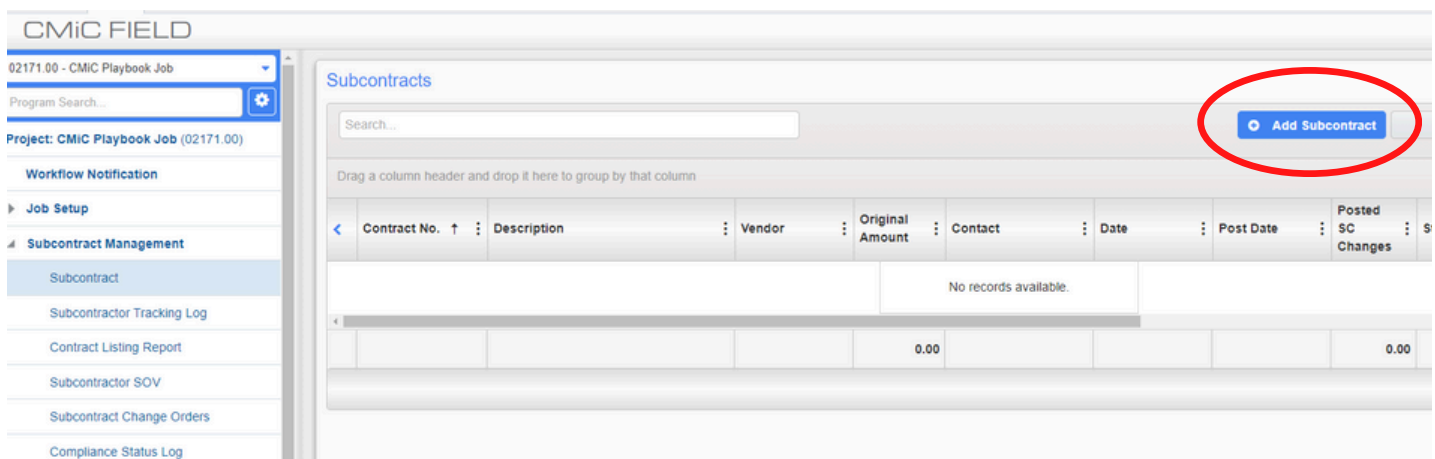 CMiC FIELD
02171.00 - CMiC Playbook Job
Program Search...
Project: CMiC Playbook Job (02171.00)
Workflow Notification
Job Setup
Subcontract Management
Subcontract
Subcontractor Tracking Log
Contract Listing Report
Subcontractor SOV
Subcontract Change Orders
Compliance Status Log
Subcontracts
Search...
Add Subcontract
Drag a column header and drop it here to group by that column
Contract No. ↑ Description Vendor Original Amount Contact Date Post Date Posted SC Changes
No records available.
0.00 0.00